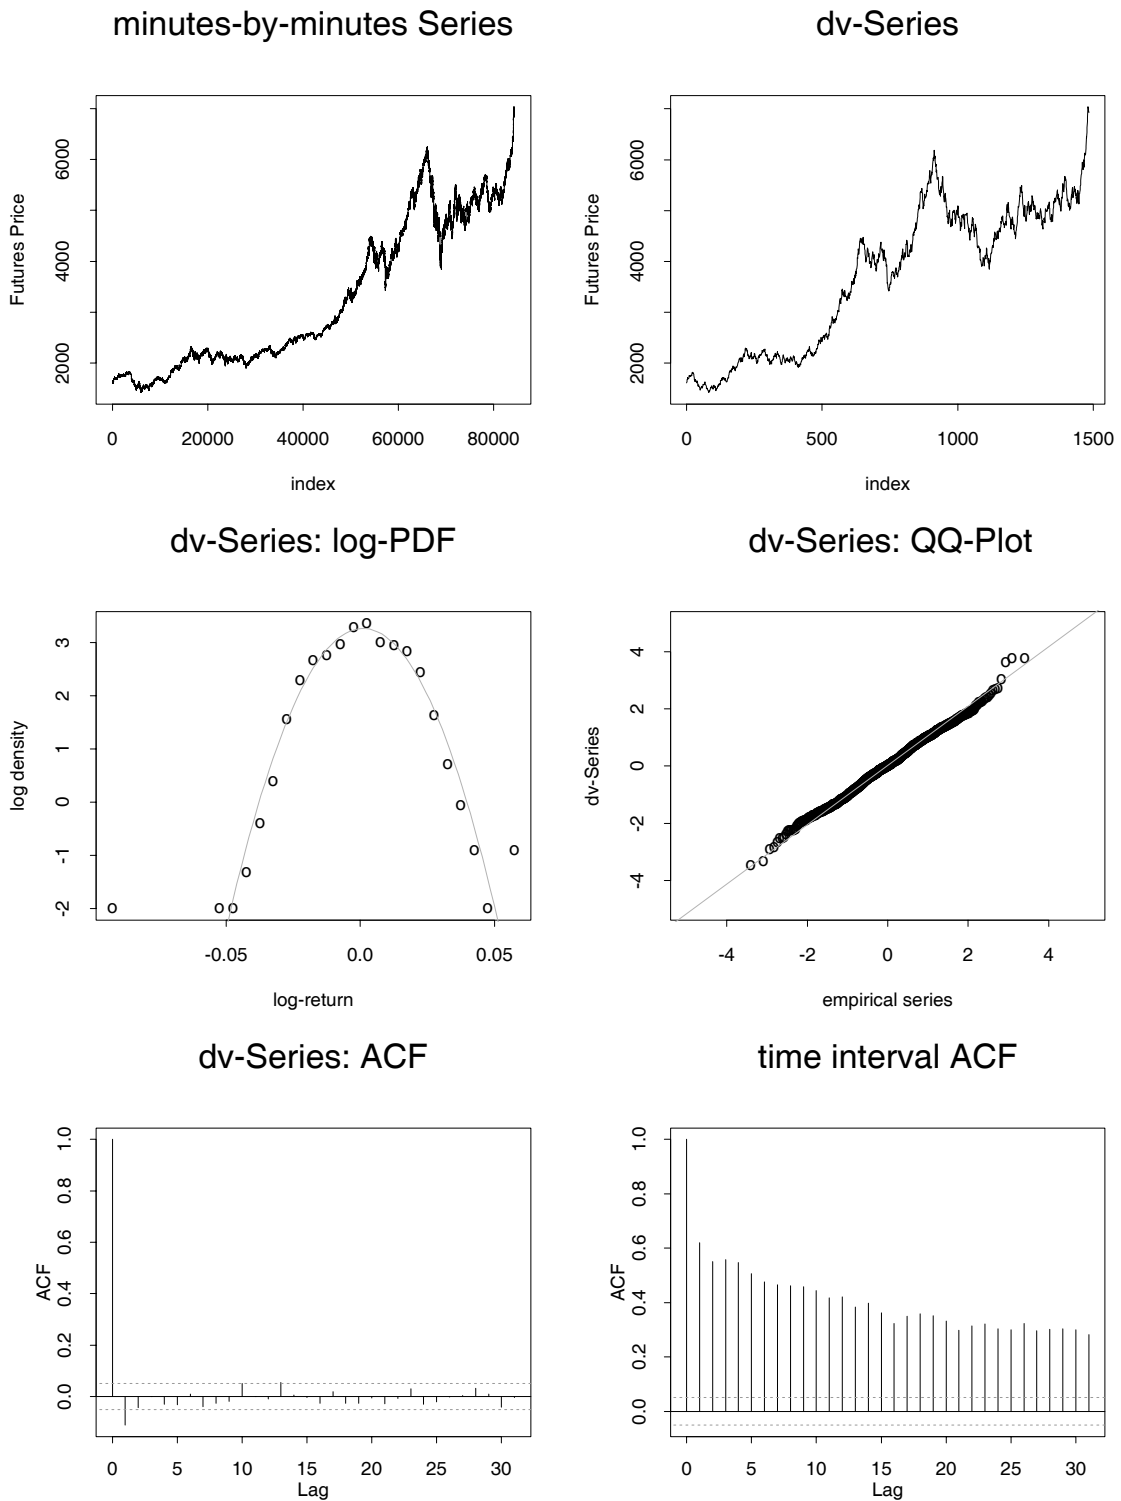 minutes-by-minutes Series
Futures Price
2000 4000 6000
0 20000 40000 60000 80000
index
dv-Series
Futures Price
2000 4000 6000
0 500 1000 1500
index
dv-Series: log-PDF
log density
-2 -1 0 1 2 3
-0.05 0.0 0.05
log-return
dv-Series: QQ-Plot
dv-Series
-4 -2 0 2 4
-4 -2 0 2 4
empirical series
dv-Series: ACF
ACF
0.0 0.2 0.4 0.6 0.8 1.0
0 5 10 15 20 25 30
Lag
time interval ACF
ACF
0.0 0.2 0.4 0.6 0.8 1.0
0 5 10 15 20 25 30
Lag